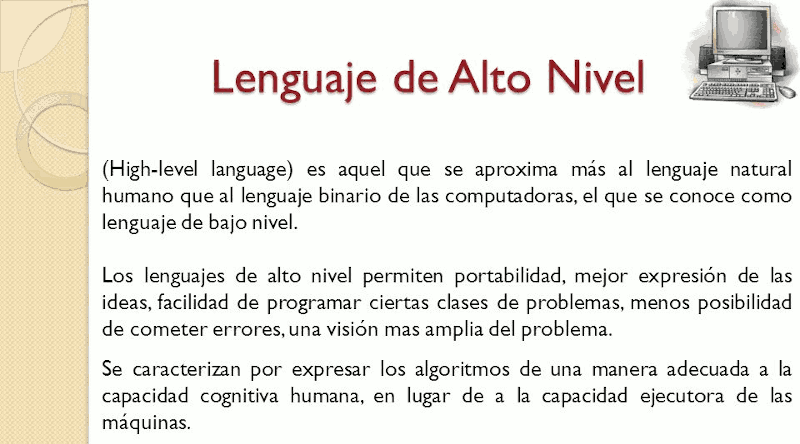 Lenguaje de Alto Nivel
(High-level language) es aquel que se aproxima más al lenguaje natural
humano que al lenguaje binario de las computadoras, el que se conoce como
lenguaje de bajo nivel.
Los lenguajes de alto nivel permiten portabilidad, mejor expresión de las
ideas, facilidad de programar ciertas clases de problemas, menos posibilidad
de cometer errores, una visión mas amplia del problema.
Se caracterizan por expresar los algoritmos de una manera adecuada a la
capacidad cognitiva humana, en lugar de a la capacidad ejecutora de las
máquinas.